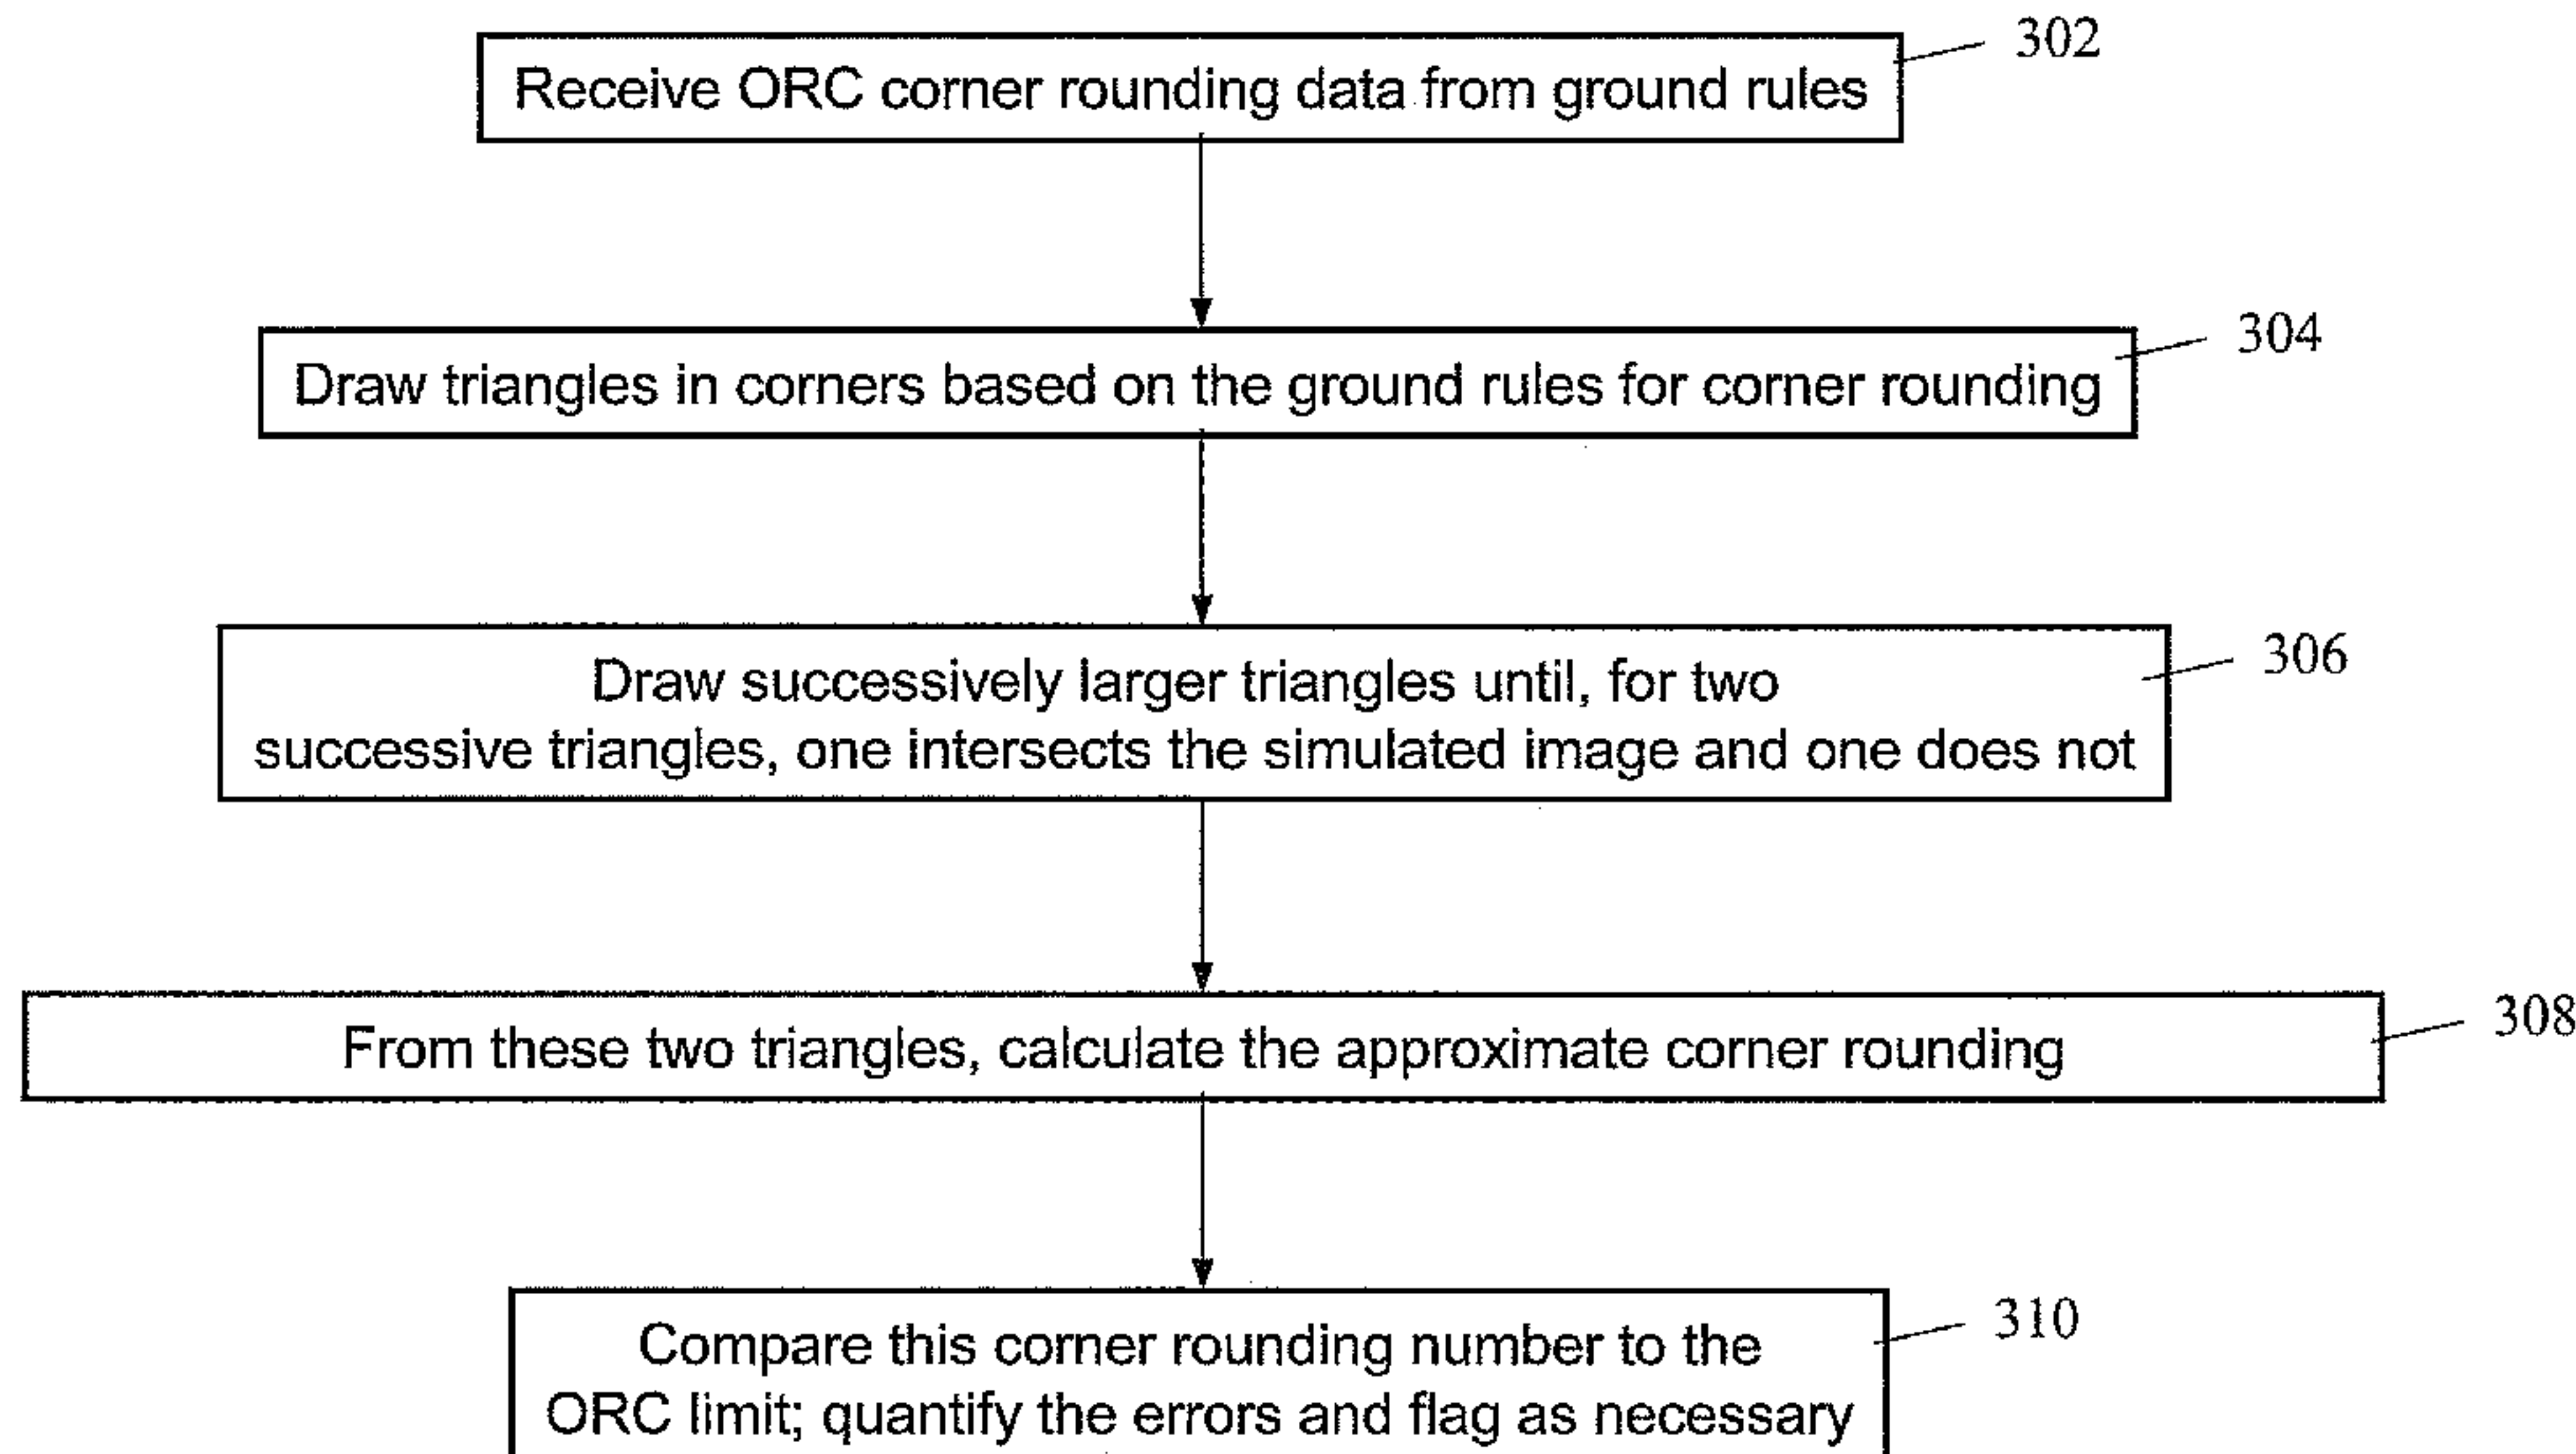 302
Receive ORC corner rounding data from ground rules
304
Draw triangles in corners based on the ground rules for corner rounding
306
Draw successively larger triangles until, for two
successive triangles, one intersects the simulated image and one does not
308
From these two triangles, calculate the approximate corner rounding
310
Compare this corner rounding number to the
ORC limit; quantify the errors and flag as necessary